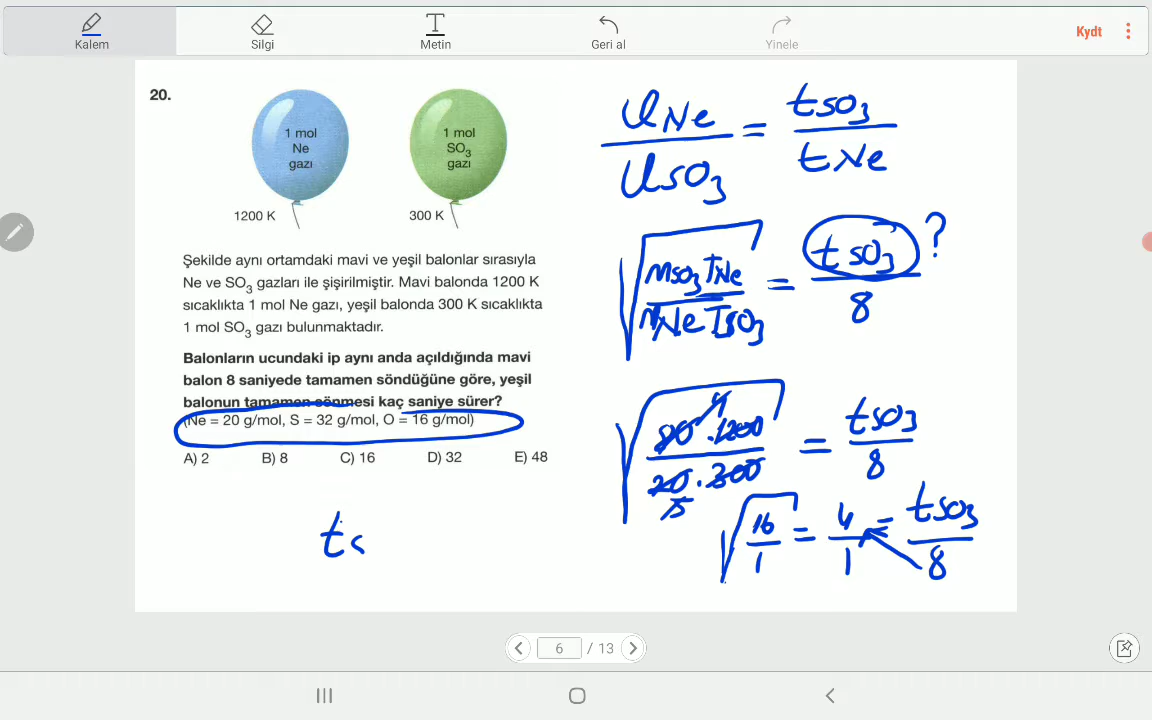 Kalem
Silgi
Metin
Geri al
Yinele
Kydt
20.
1 mol
Ne
gazı
1 mol
SO3
gazı
1200 K
300 K
Şekilde aynı ortamdaki mavi ve yeşil balonlar sırasıyla
Ne ve SO3 gazları ile şişirilmiştir. Mavi balonda 1200 K
sıcaklıkta 1 mol Ne gazı, yeşil balonda 300 K sıcaklıkta
1 mol SO3 gazı bulunmaktadır.
Balonların ucundaki ip aynı anda açıldığında mavi
balon 8 saniyede tamamen söndüğüne göre, yeşil
balonun tamamen sönmesi kaç saniye sürer?
(Ne = 20 g/mol, S = 32 g/mol, O = 16 g/mol)
A) 2 B) 8 C) 16 D) 32 E) 48
UNe / USO3 = tSO3 / tNe
√(MSO3 TNe / MNe TSO3) = tSO3 / 8 ?
√(80 . 1200 / 20 . 300) = tSO3 / 8
√(16 / 1) = 4 / 1 = tSO3 / 8
ts
6 / 13